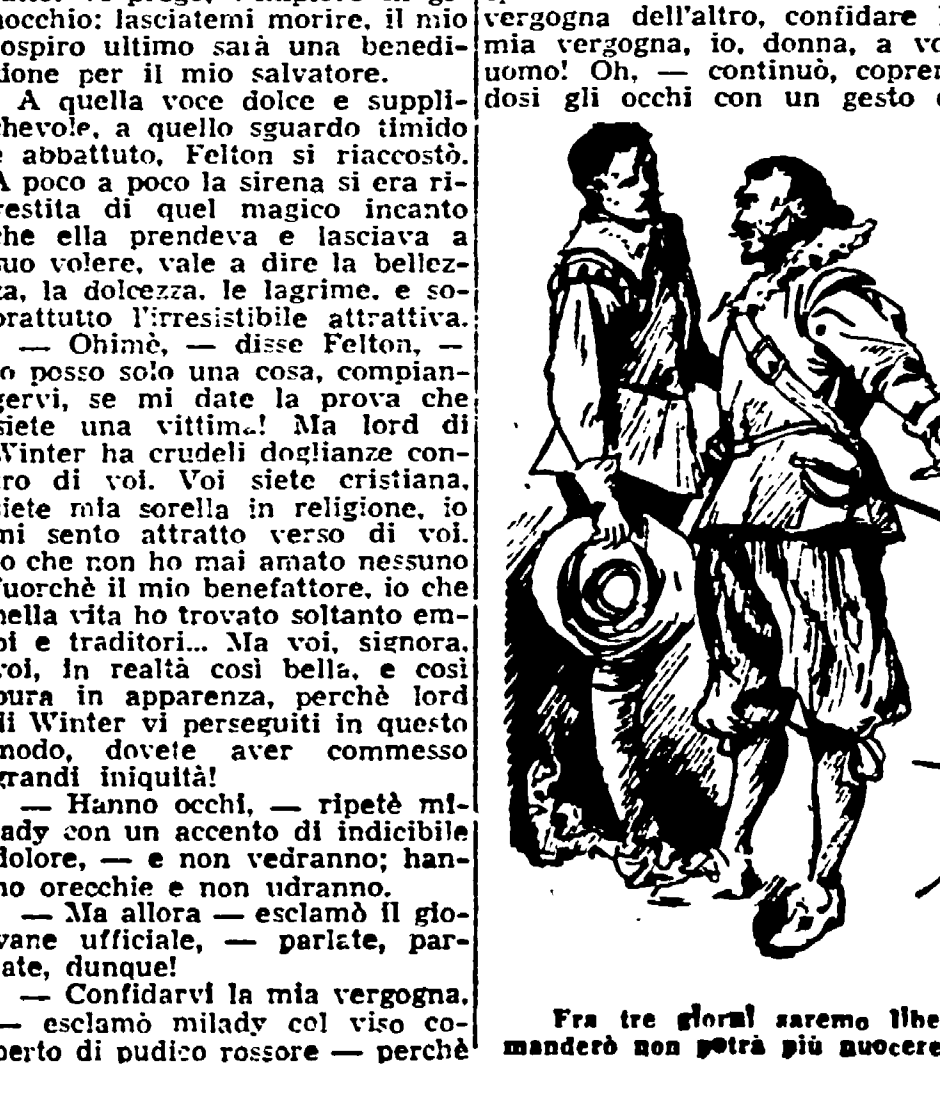 nocchio: lasciatemi morire, il mio
ospiro ultimo sarà una benedi-
ione per il mio salvatore.
A quella voce dolce e suppli-
hevole, a quello sguardo timido
e abbattuto, Felton si riaccostò.
A poco a poco la sirena si era ri-
estita di quel magico incanto
he ella prendeva e lasciava a
uo volere, vale a dire la bellez-
za, la dolcezza, le lagrime, e so-
prattutto l'irresistibile attrattiva.
— Ohimè, — disse Felton, —
o posso solo una cosa, compian-
gervi, se mi date la prova che
siete una vittima! Ma lord di
Winter ha crudeli doglianze con-
tro di voi. Voi siete cristiana,
siete mia sorella in religione, io
mi sento attratto verso di voi.
o che non ho mai amato nessuno
fuorchè il mio benefattore, io che
nella vita ho trovato soltanto em-
pi e traditori... Ma voi, signora,
voi, in realtà così bella, e così
pura in apparenza, perchè lord
di Winter vi perseguiti in questo
modo, dovete aver commesso
grandi iniquità!
— Hanno occhi, — ripetè mi-
lady con un accento di indicibile
dolore, — e non vedranno; han-
no orecchie e non udranno.
— Ma allora — esclamò il gio-
vane ufficiale, — parlate, par-
late, dunque!
— Confidarvi la mia vergogna,
— esclamò milady col viso co-
perto di pudico rossore — perchè
vergogna dell'altro, confidare
mia vergogna, io, donna, a vo
uomo! Oh, — continuò, copren
dosi gli occhi con un gesto
Fra tre giorni saremo libe
manderò non potrà più nuocere